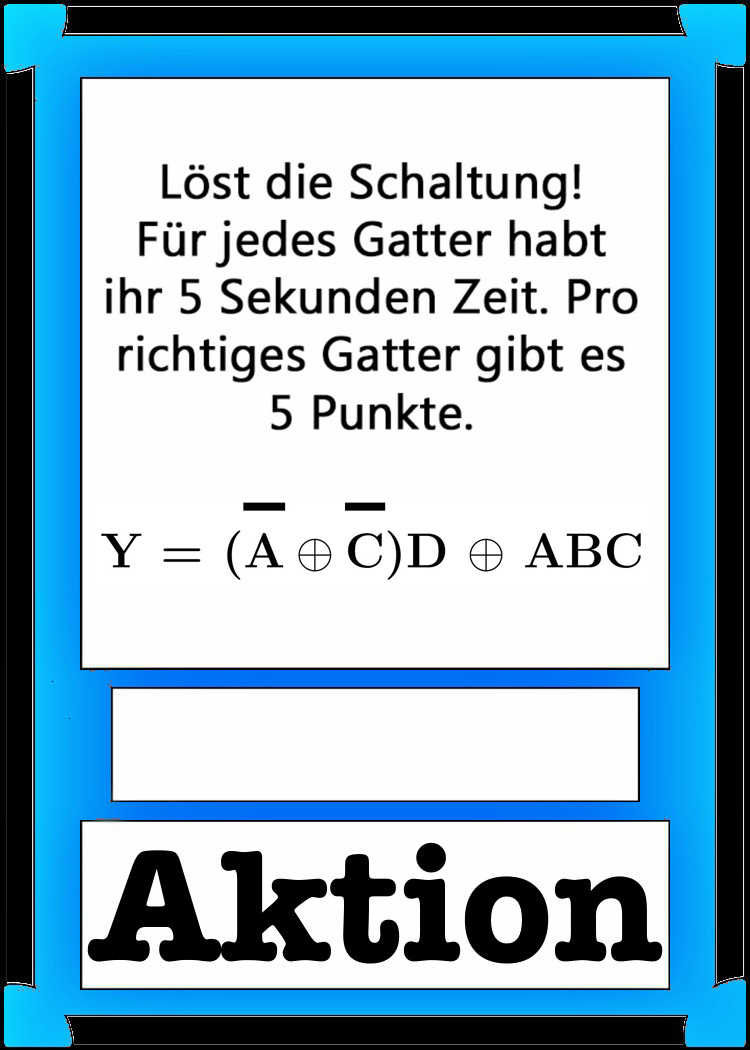 Löst die Schaltung!
Für jedes Gatter habt
ihr 5 Sekunden Zeit. Pro
richtiges Gatter gibt es
5 Punkte.
Y = (A̅ ⊕ C̅)D ⊕ ABC
Aktion